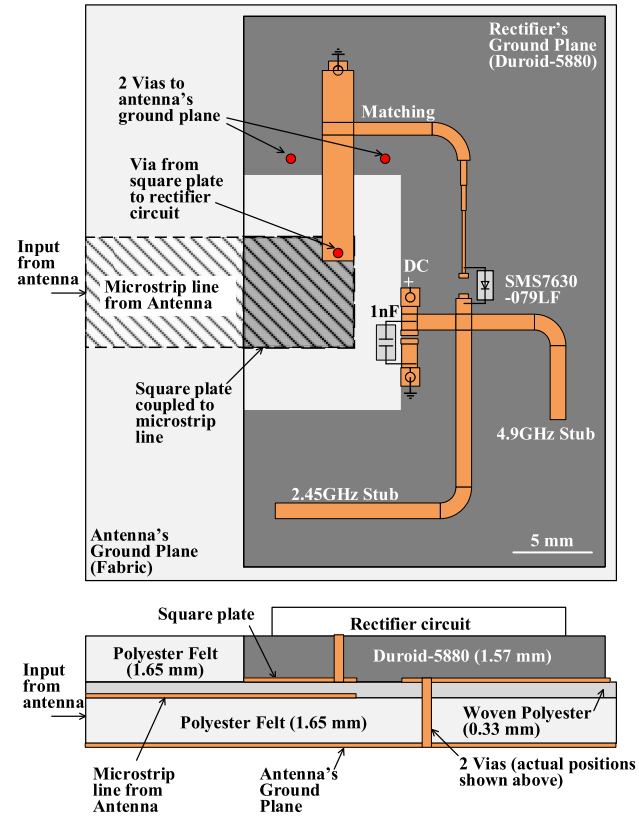 Rectifier's
Ground Plane
(Duroid-5880)
2 Vias to
antenna's
ground plane
Matching
Via from
square plate
to rectifier
circuit
Input
from
antenna
Microstrip line
from Antenna
DC
+
SMS7630
-079LF
1nF
Square plate
coupled to
microstrip
line
4.9GHz Stub
2.45GHz Stub
Antenna's
Ground Plane
(Fabric)
5 mm
Square plate
Rectifier circuit
Polyester Felt
(1.65 mm)
Duroid-5880 (1.57 mm)
Input
from
antenna
Polyester Felt (1.65 mm)
Woven Polyester
(0.33 mm)
Microstrip
line from
Antenna
Antenna's
Ground
Plane
2 Vias (actual positions
shown above)